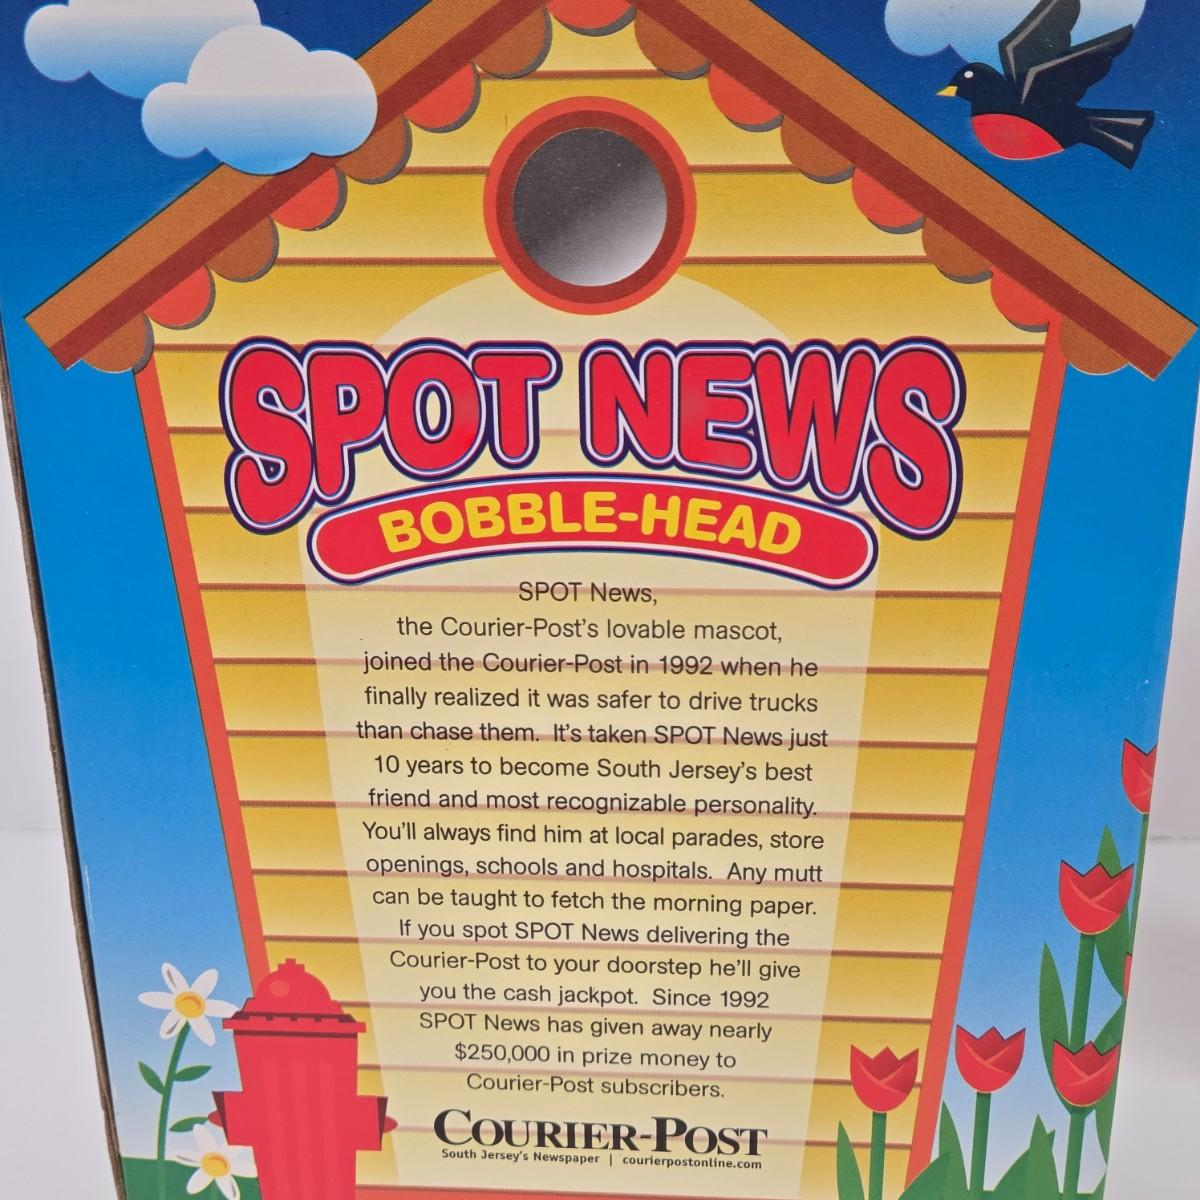 SPOT NEWS
BOBBLE-HEAD
SPOT News,
the Courier-Post's lovable mascot,
joined the Courier-Post in 1992 when he
finally realized it was safer to drive trucks
than chase them.  It's taken SPOT News just
10 years to become South Jersey's best
friend and most recognizable personality.
You'll always find him at local parades, store
openings, schools and hospitals.  Any mutt
can be taught to fetch the morning paper.
If you spot SPOT News delivering the
Courier-Post to your doorstep he'll give
you the cash jackpot.  Since 1992
SPOT News has given away nearly
$250,000 in prize money to
Courier-Post subscribers.
COURIER-POST
South Jersey's Newspaper | courierpostonline.com